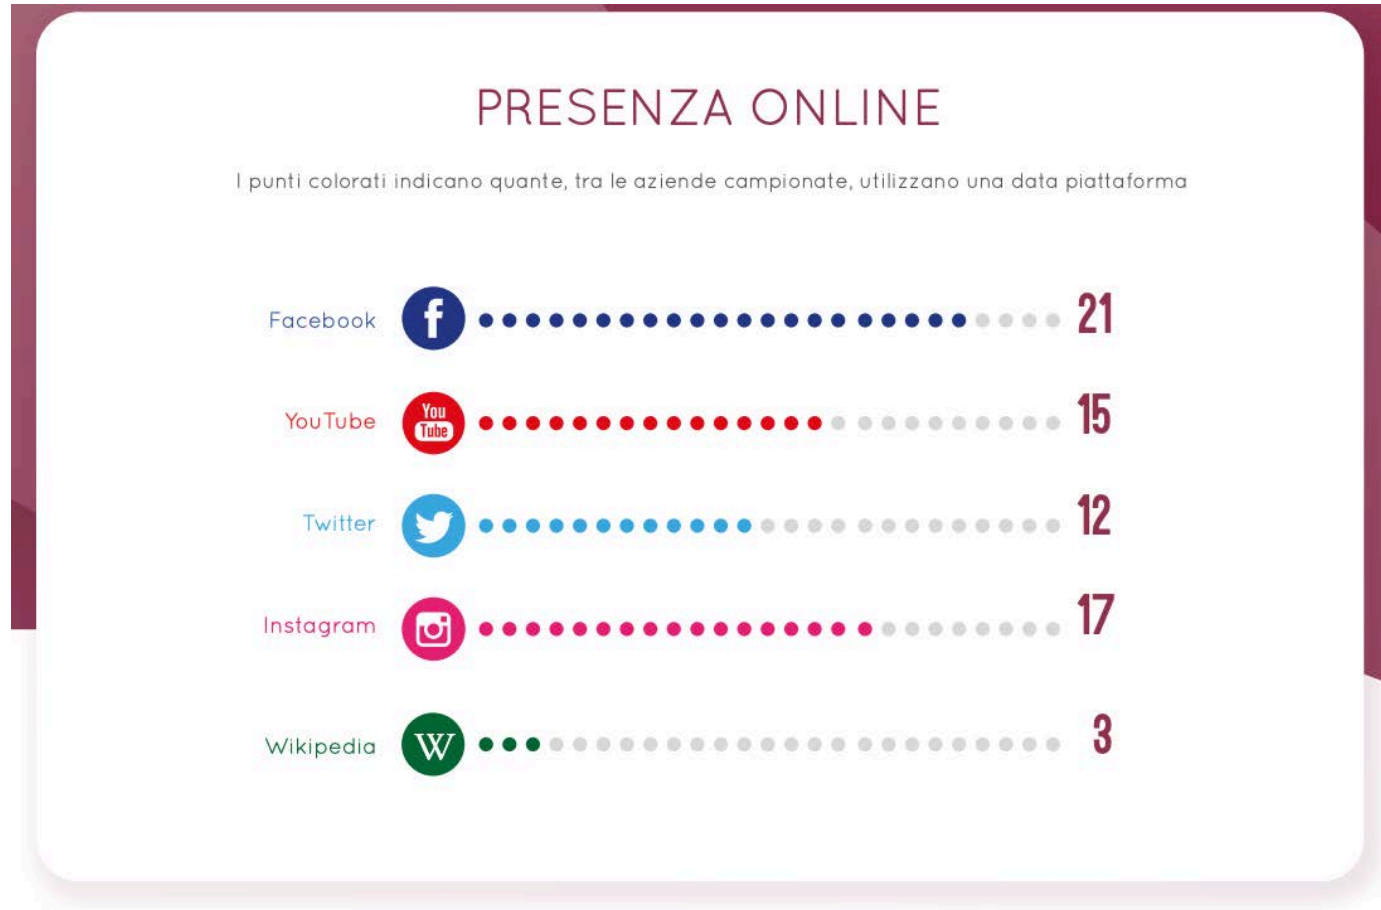 PRESENZA ONLINE
I punti colorati indicano quante, tra le aziende campionate, utilizzano una data piattaforma
Facebook f 21
YouTube You Tube 15
Twitter 12
Instagram 17
Wikipedia W 3